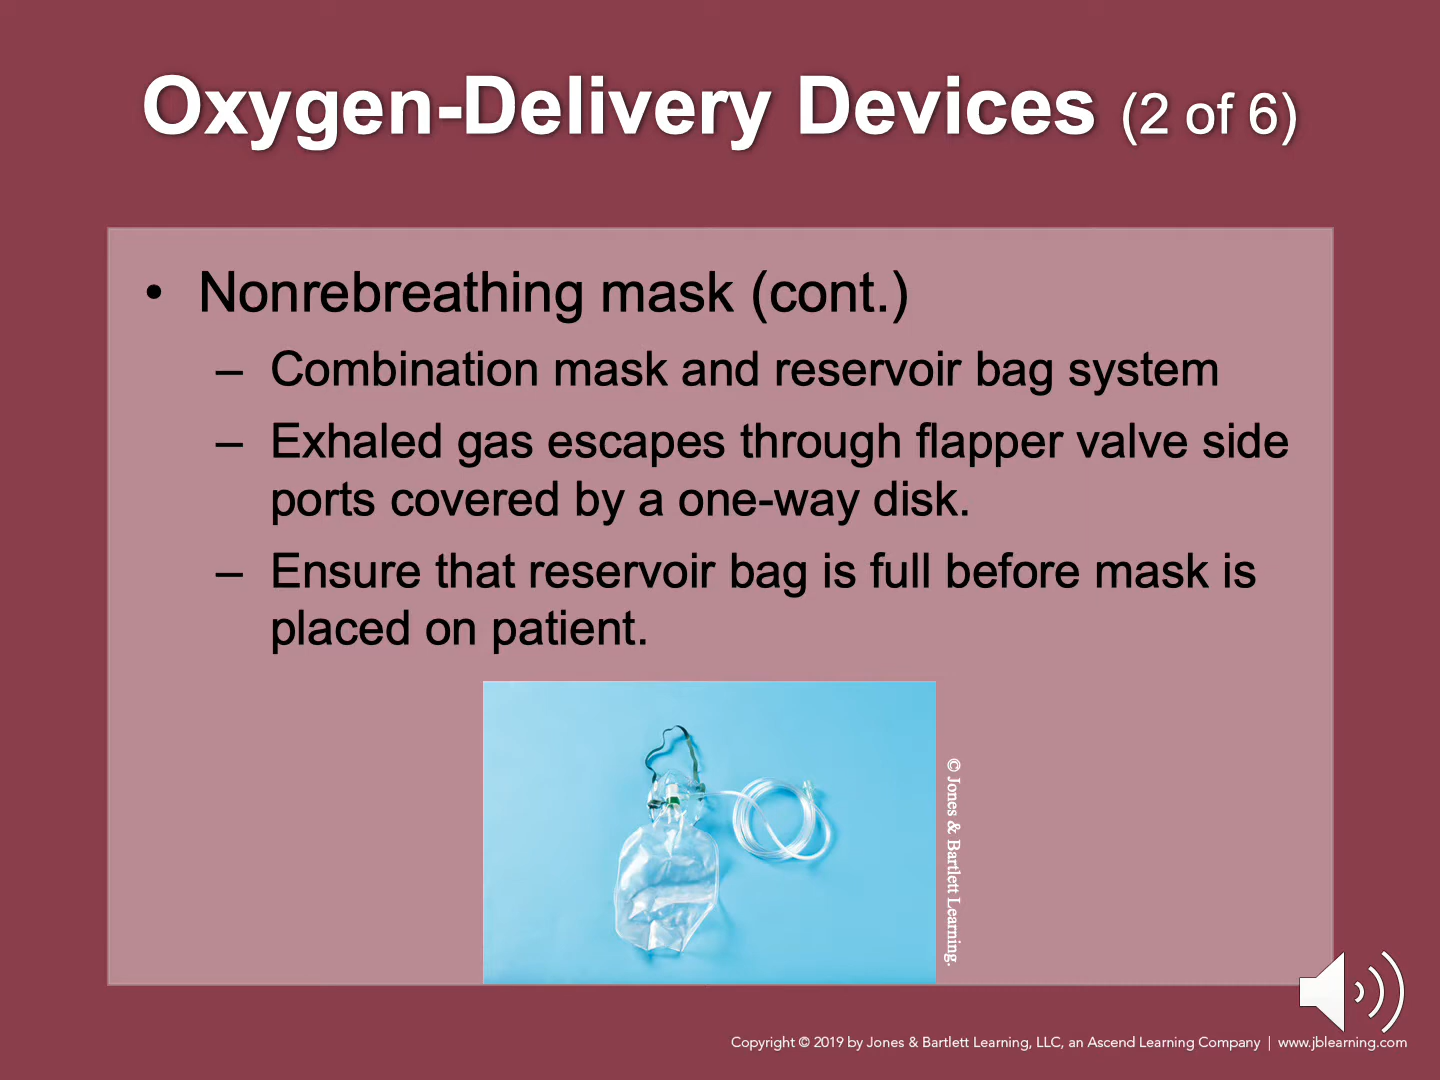 Oxygen-Delivery Devices (2 of 6)
• Nonrebreathing mask (cont.)
– Combination mask and reservoir bag system
– Exhaled gas escapes through flapper valve side
ports covered by a one-way disk.
– Ensure that reservoir bag is full before mask is
placed on patient.
© Jones & Bartlett Learning.
Copyright © 2019 by Jones & Bartlett Learning, LLC, an Ascend Learning Company | www.jblearning.com